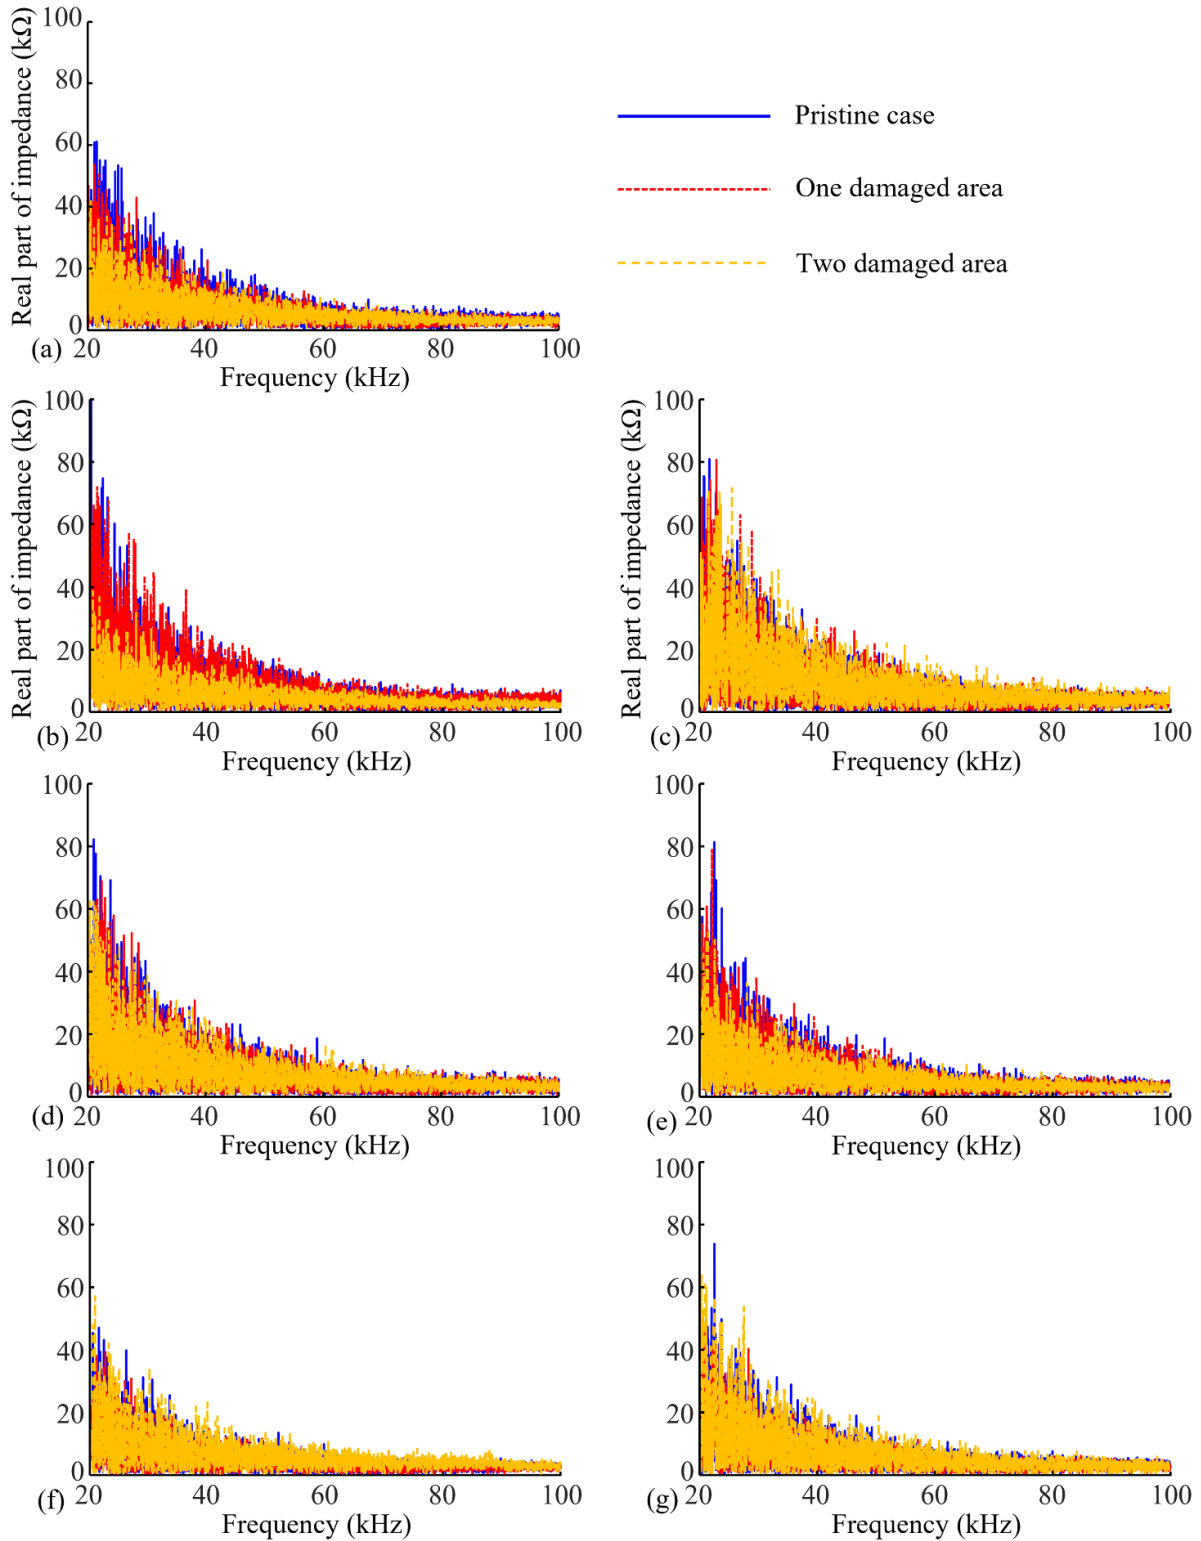 Real part of impedance (kΩ)
100
80
60
40
20
0
(a) 20 40 60 80 100
Frequency (kHz)
Pristine case
One damaged area
Two damaged area
Real part of impedance (kΩ)
100
80
60
40
20
0
(b) 20 40 60 80 100
Frequency (kHz)
Real part of impedance (kΩ)
100
80
60
40
20
0
(c) 20 40 60 80 100
Frequency (kHz)
100
80
60
40
20
0
(d) 20 40 60 80 100
Frequency (kHz)
100
80
60
40
20
0
(e) 20 40 60 80 100
Frequency (kHz)
100
80
60
40
20
0
(f) 20 40 60 80 100
Frequency (kHz)
100
80
60
40
20
0
(g) 20 40 60 80 100
Frequency (kHz)